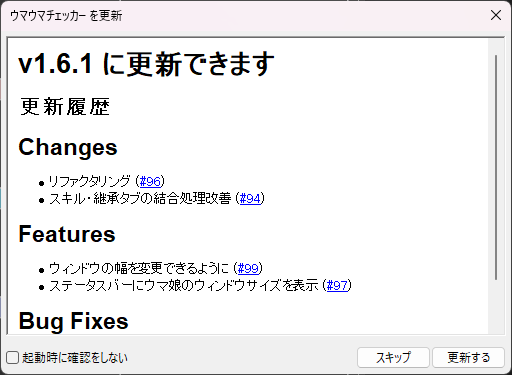 ウマウマチェッカー を更新
v1.6.1 に更新できます
更新履歴
Changes
リファクタリング (#96)
スキル・継承タブの結合処理改善 (#94)
Features
ウィンドウの幅を変更できるように (#99)
ステータスバーにウマ娘のウィンドウサイズを表示 (#97)
Bug Fixes
起動時に確認をしない
スキップ
更新する